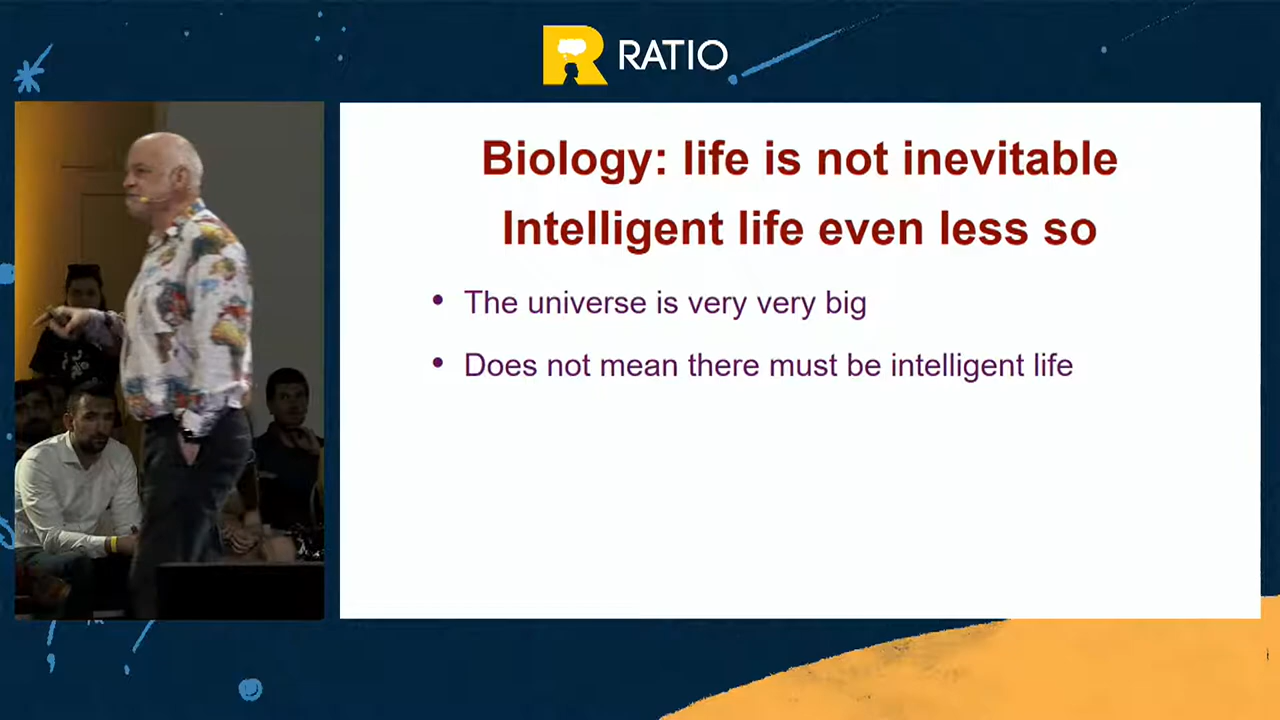 RATIO
Biology: life is not inevitable
Intelligent life even less so
• The universe is very very big
• Does not mean there must be intelligent life